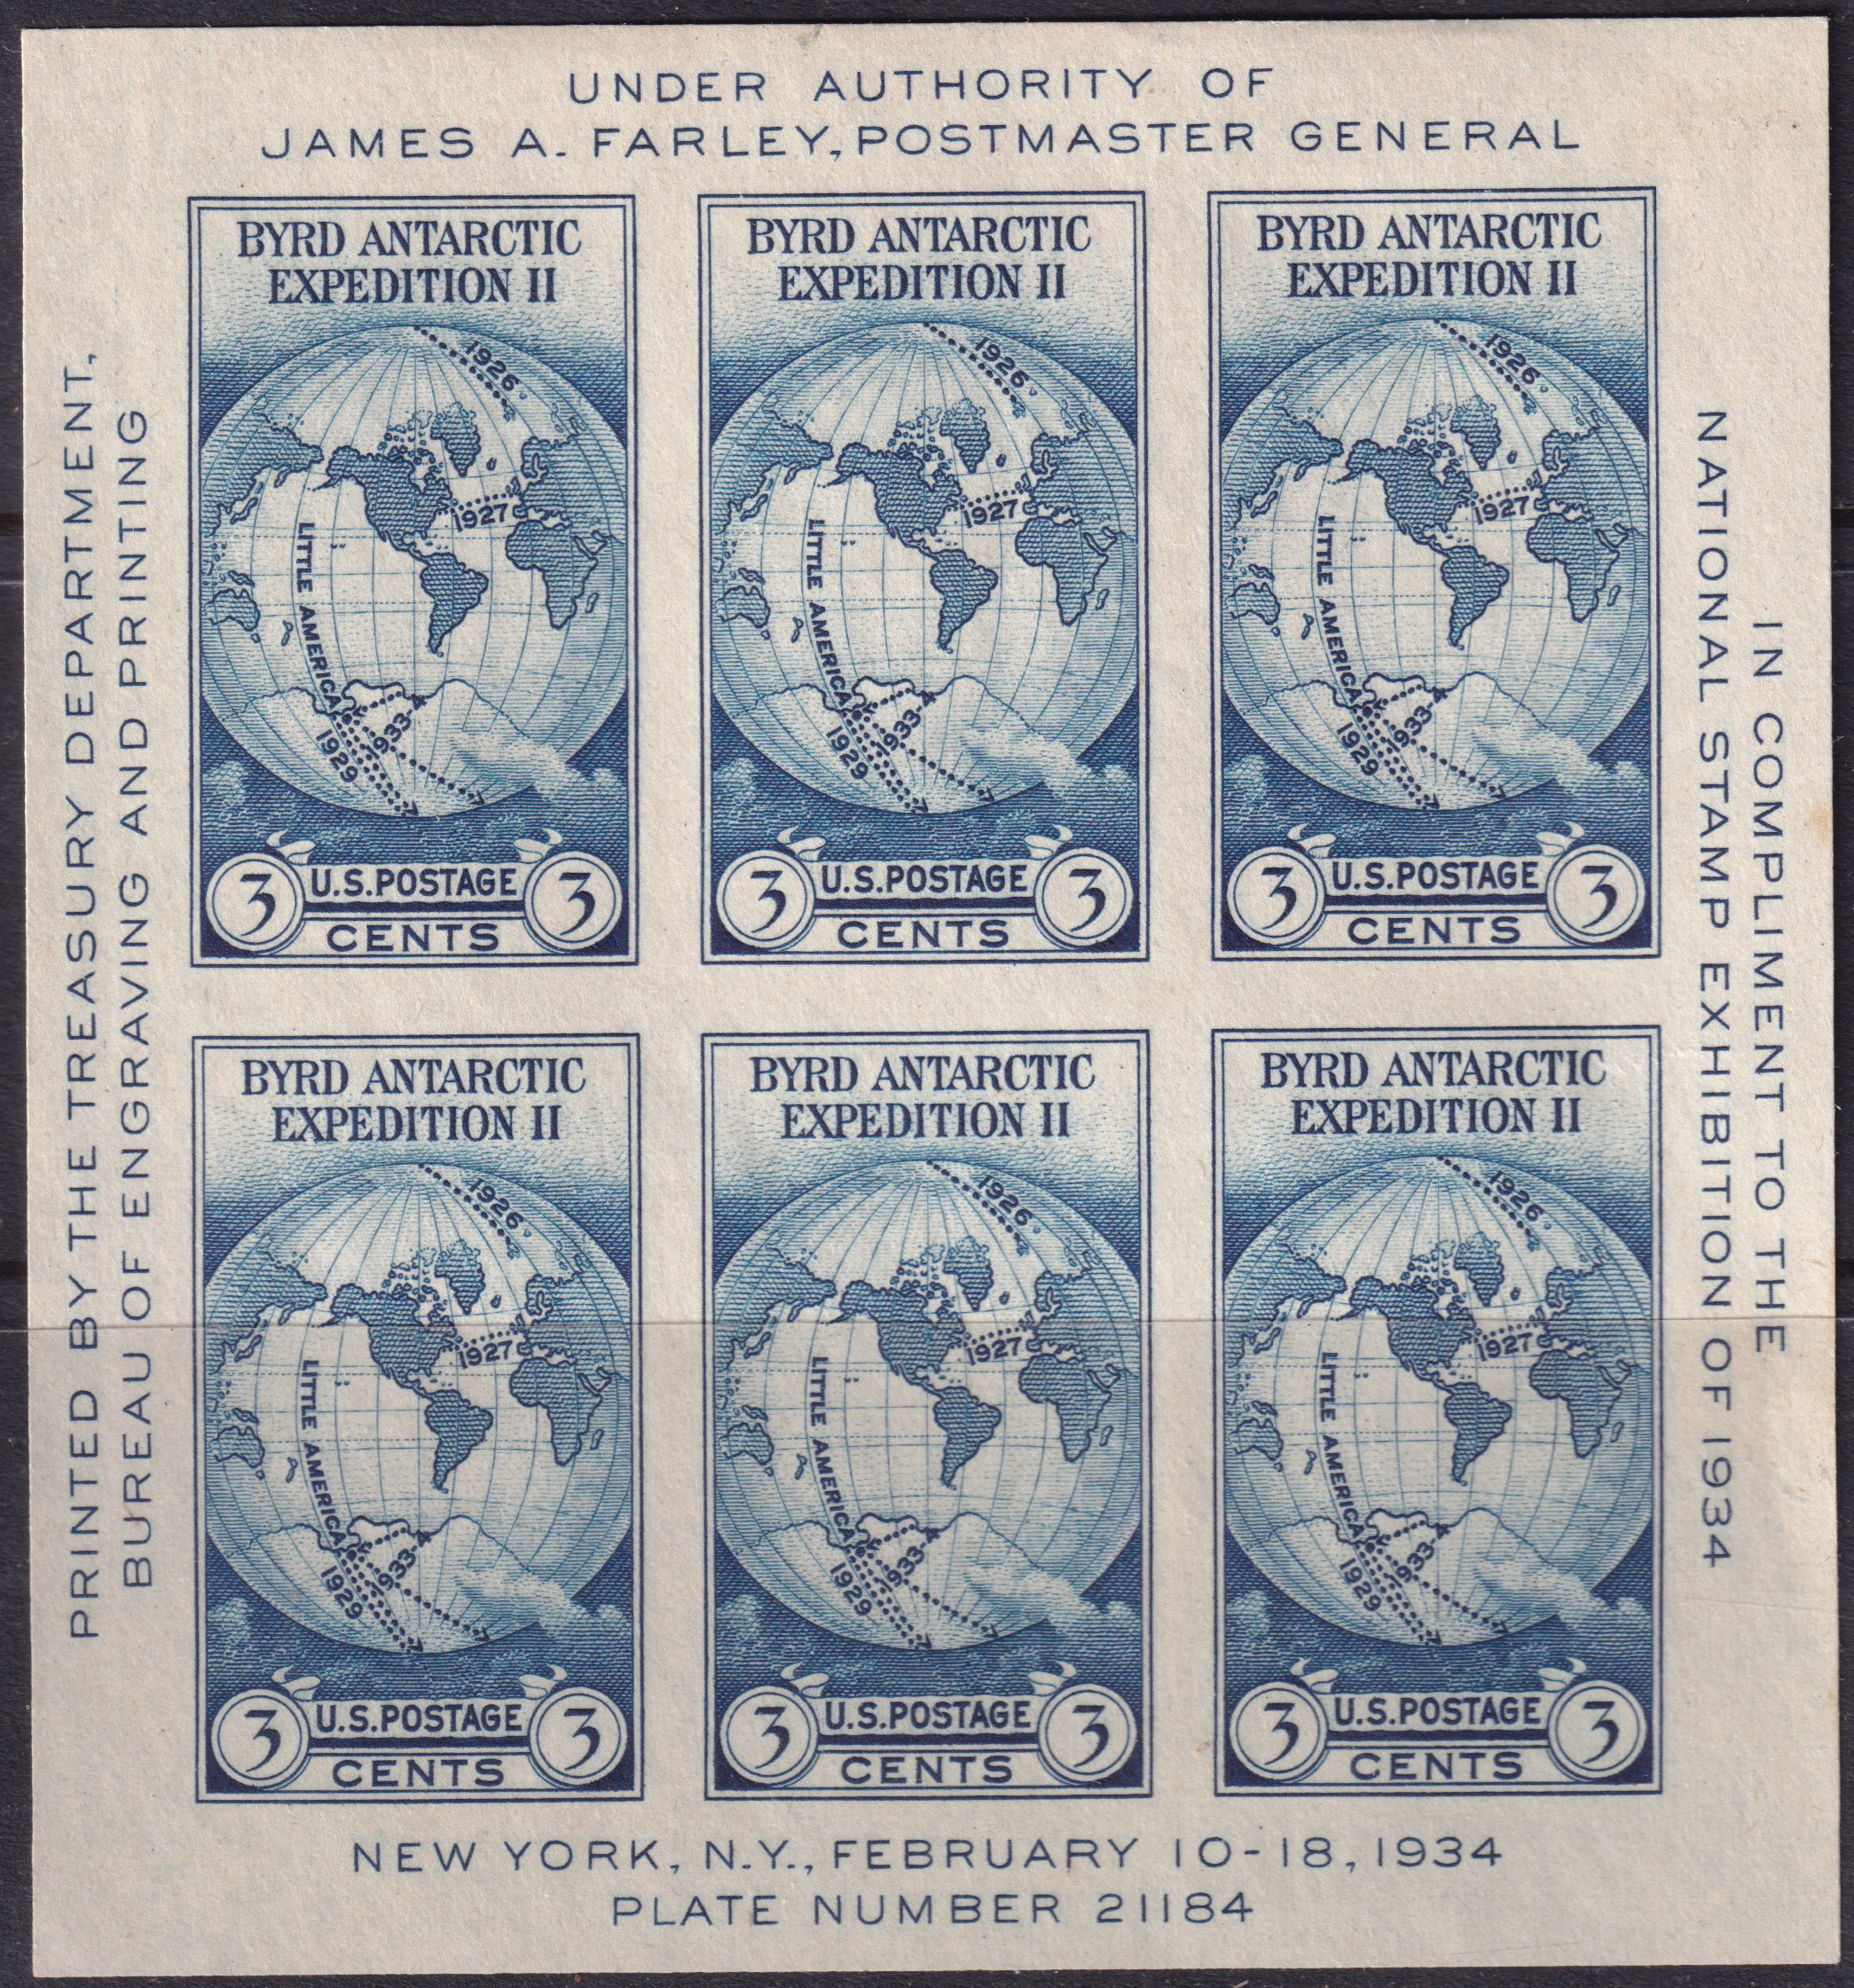 UNDER AUTHORITY OF
JAMES A. FARLEY, POSTMASTER GENERAL
PRINTED BY THE TREASURY DEPARTMENT,
BUREAU OF ENGRAVING AND PRINTING
BYRD ANTARCTIC
EXPEDITION II
1926
1927
LITTLE AMERICA
1929
1933
U.S.POSTAGE
3 3
CENTS
BYRD ANTARCTIC
EXPEDITION II
1926
1927
LITTLE AMERICA
1929
1933
U.S.POSTAGE
3 3
CENTS
BYRD ANTARCTIC
EXPEDITION II
1926
1927
LITTLE AMERICA
1929
1933
U.S.POSTAGE
3 3
CENTS
BYRD ANTARCTIC
EXPEDITION II
1926
1927
LITTLE AMERICA
1929
1933
U.S.POSTAGE
3 3
CENTS
BYRD ANTARCTIC
EXPEDITION II
1926
1927
LITTLE AMERICA
1929
1933
U.S.POSTAGE
3 3
CENTS
BYRD ANTARCTIC
EXPEDITION II
1926
1927
LITTLE AMERICA
1929
1933
U.S.POSTAGE
3 3
CENTS
IN COMPLIMENT TO THE
NATIONAL STAMP EXHIBITION OF 1934
NEW YORK, N.Y., FEBRUARY 10-18, 1934
PLATE NUMBER 21184